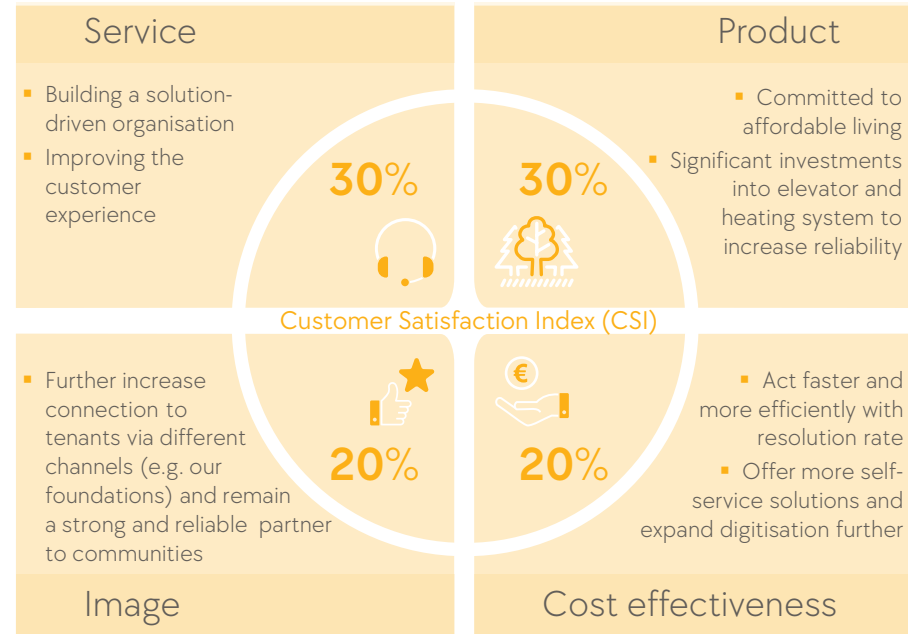 Service
Building a solution-
driven organisation
Improving the
customer
experience
30%
Product
Committed to
affordable living
Significant investments
into elevator and
heating system to
increase reliability
30%
Customer Satisfaction Index (CSI)
Further increase
connection to
tenants via different
channels (e.g. our
foundations) and remain
a strong and reliable partner
to communities
20%
Image
€
20%
Act faster and
more efficiently with
resolution rate
Offer more self-
service solutions and
expand digitisation further
Cost effectiveness